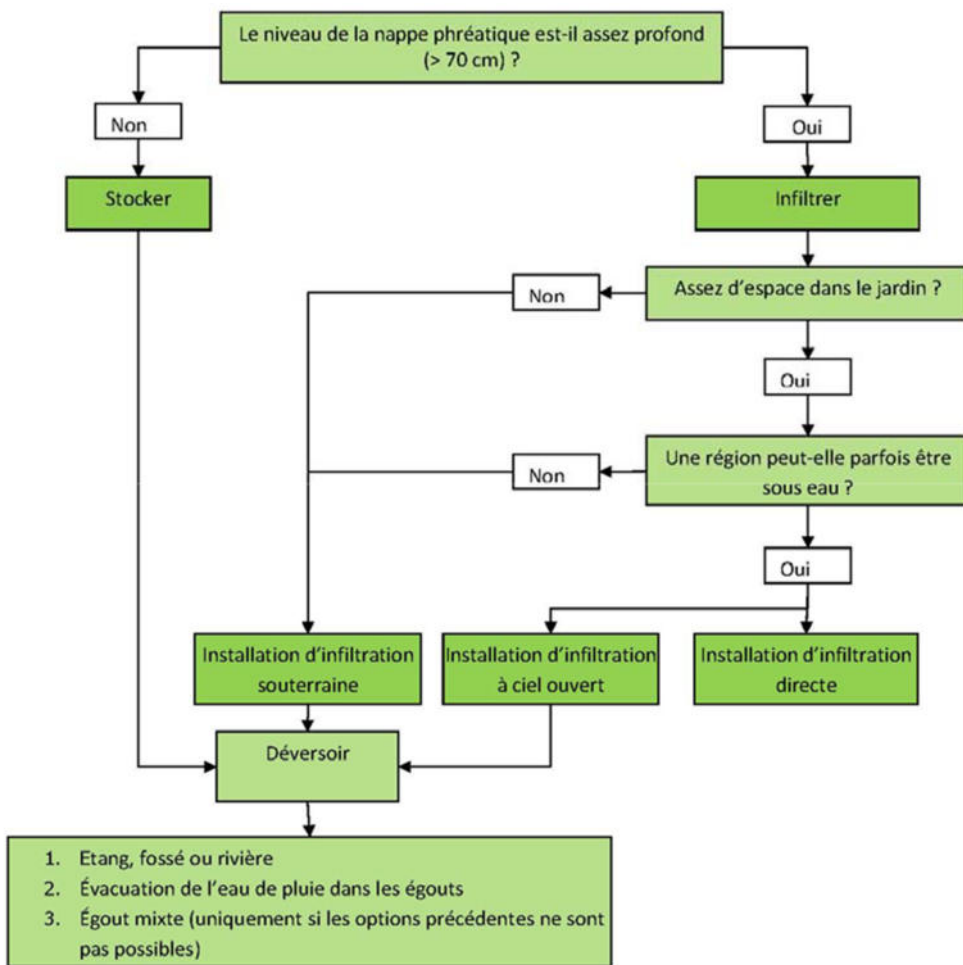 Le niveau de la nappe phréatique est-il assez profond
(> 70 cm) ?
Non
Oui
Stocker
Infiltrer
Non
Assez d'espace dans le jardin ?
Oui
Non
Une région peut-elle parfois être
sous eau ?
Oui
Installation d'infiltration
souterraine
Installation d'infiltration
à ciel ouvert
Installation d'infiltration
directe
Déversoir
1. Etang, fossé ou rivière
2. Évacuation de l'eau de pluie dans les égouts
3. Égout mixte (uniquement si les options précédentes ne sont
pas possibles)